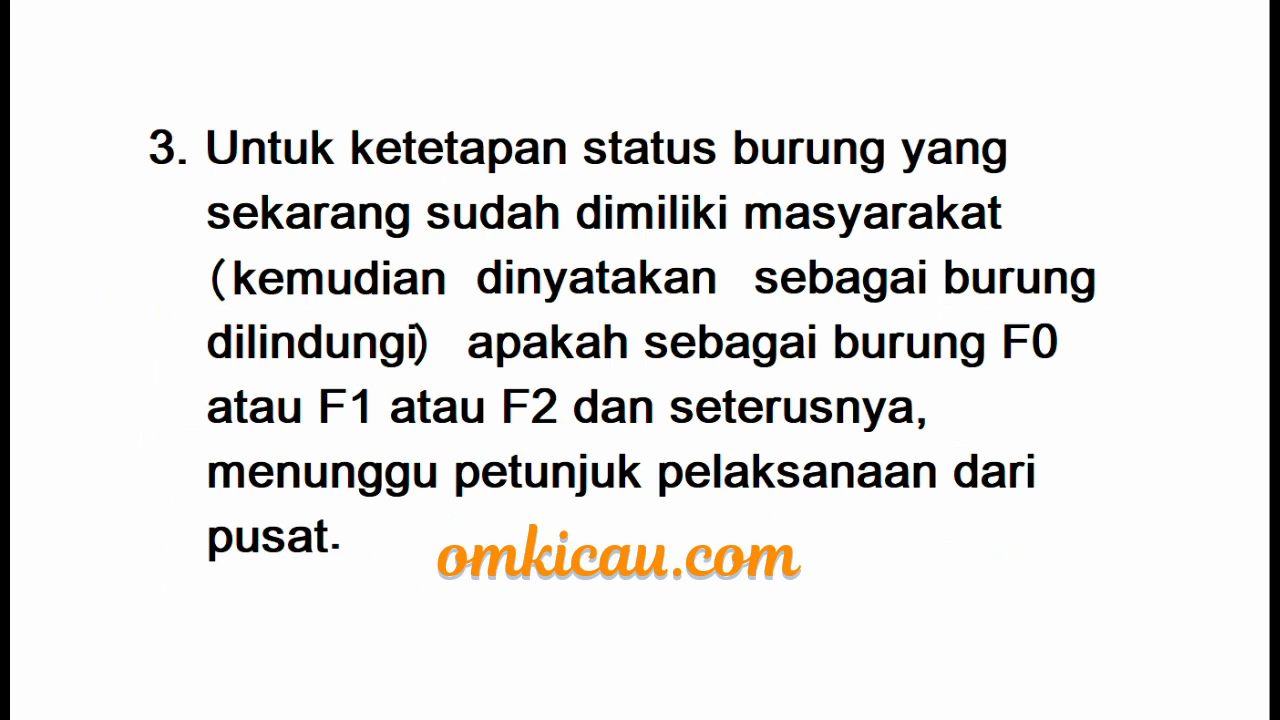 3. Untuk ketetapan status burung yang
sekarang sudah dimiliki masyarakat
(kemudian dinyatakan sebagai burung
dilindungi) apakah sebagai burung F0
atau F1 atau F2 dan seterusnya,
menunggu petunjuk pelaksanaan dari
pusat.
omkicau.com